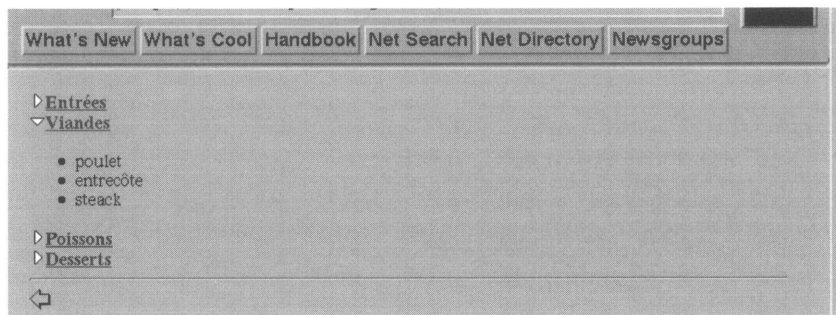 What's New What's Cool Handbook Net Search Net Directory Newsgroups
Entrées
Viandes
poulet
entrecôte
steack
Poissons
Desserts